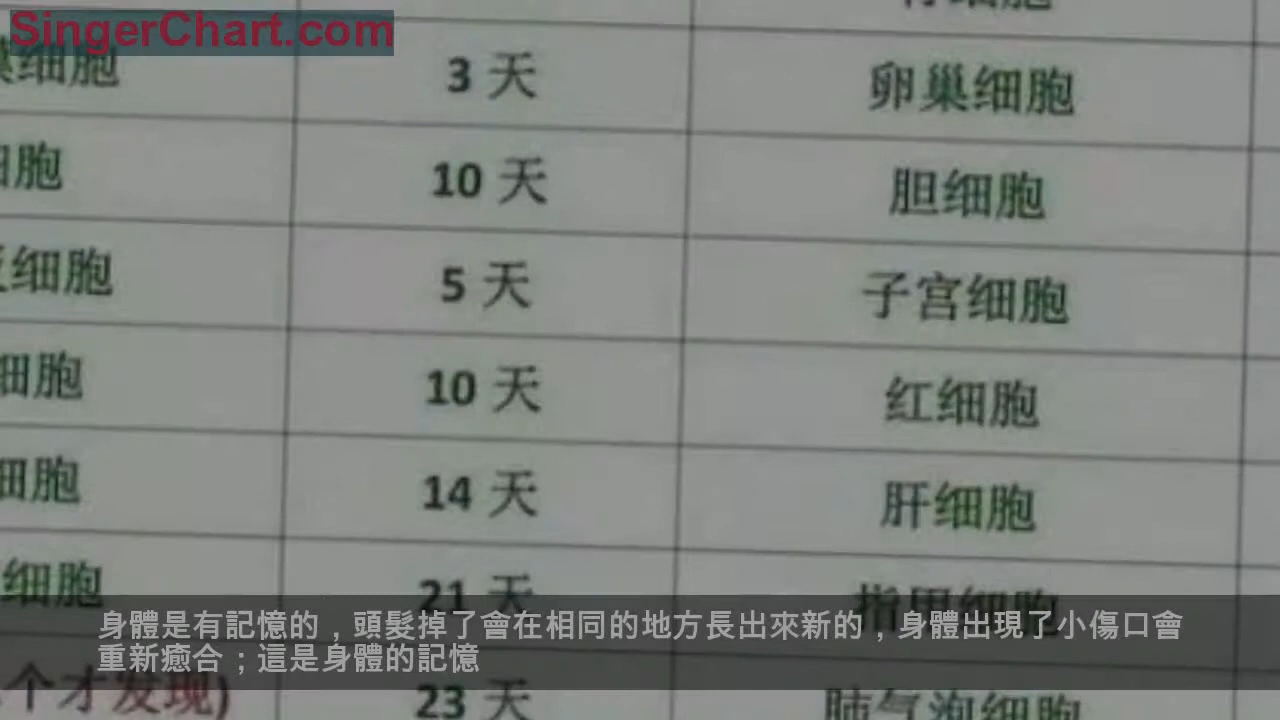 SingerChart.com
细胞 3 天 卵巢细胞
细胞 10 天 胆细胞
细胞 5 天 子宫细胞
细胞 10 天 红细胞
细胞 14 天 肝细胞
细胞 21 天 指甲细胞
个才发现) 23 天 肺气泡细胞
身體是有記憶的，頭髮掉了會在相同的地方長出來新的，身體出現了小傷口會
重新癒合；這是身體的記憶